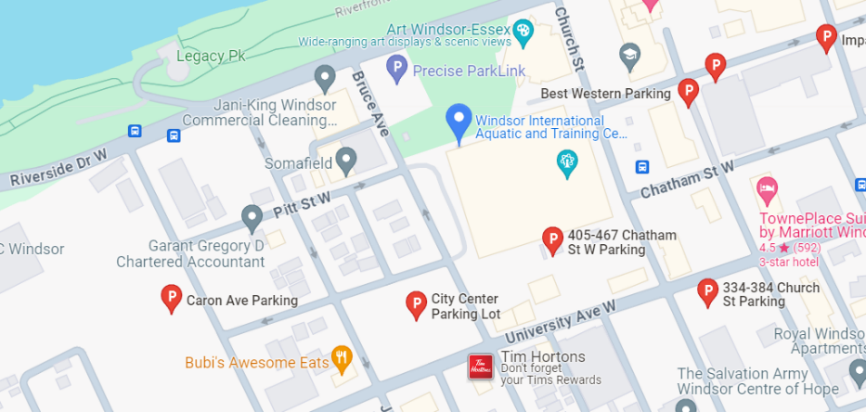 Riverfront
Art Windsor-Essex
Wide-ranging art displays & scenic views
Church St
Legacy Pk
Precise ParkLink
Bruce Ave
Best Western Parking
Jani-King Windsor
Commercial Cleaning...
Windsor International
Aquatic and Training Ce...
Riverside Dr W
Somafield
Chatham St W
Pitt St W
TownePlace Sui
by Marriott Wind
4.5 ★ (592)
3-star hotel
405-467 Chatham
St W Parking
C Windsor
Garant Gregory D
Chartered Accountant
Caron Ave Parking
City Center
Parking Lot
334-384 Church
St Parking
University Ave W
Royal Windso
Apartments
Bubi's Awesome Eats
Tim Hortons
Tim Hortons
Don't forget
your Tims Rewards
The Salvation Army
Windsor Centre of Hope